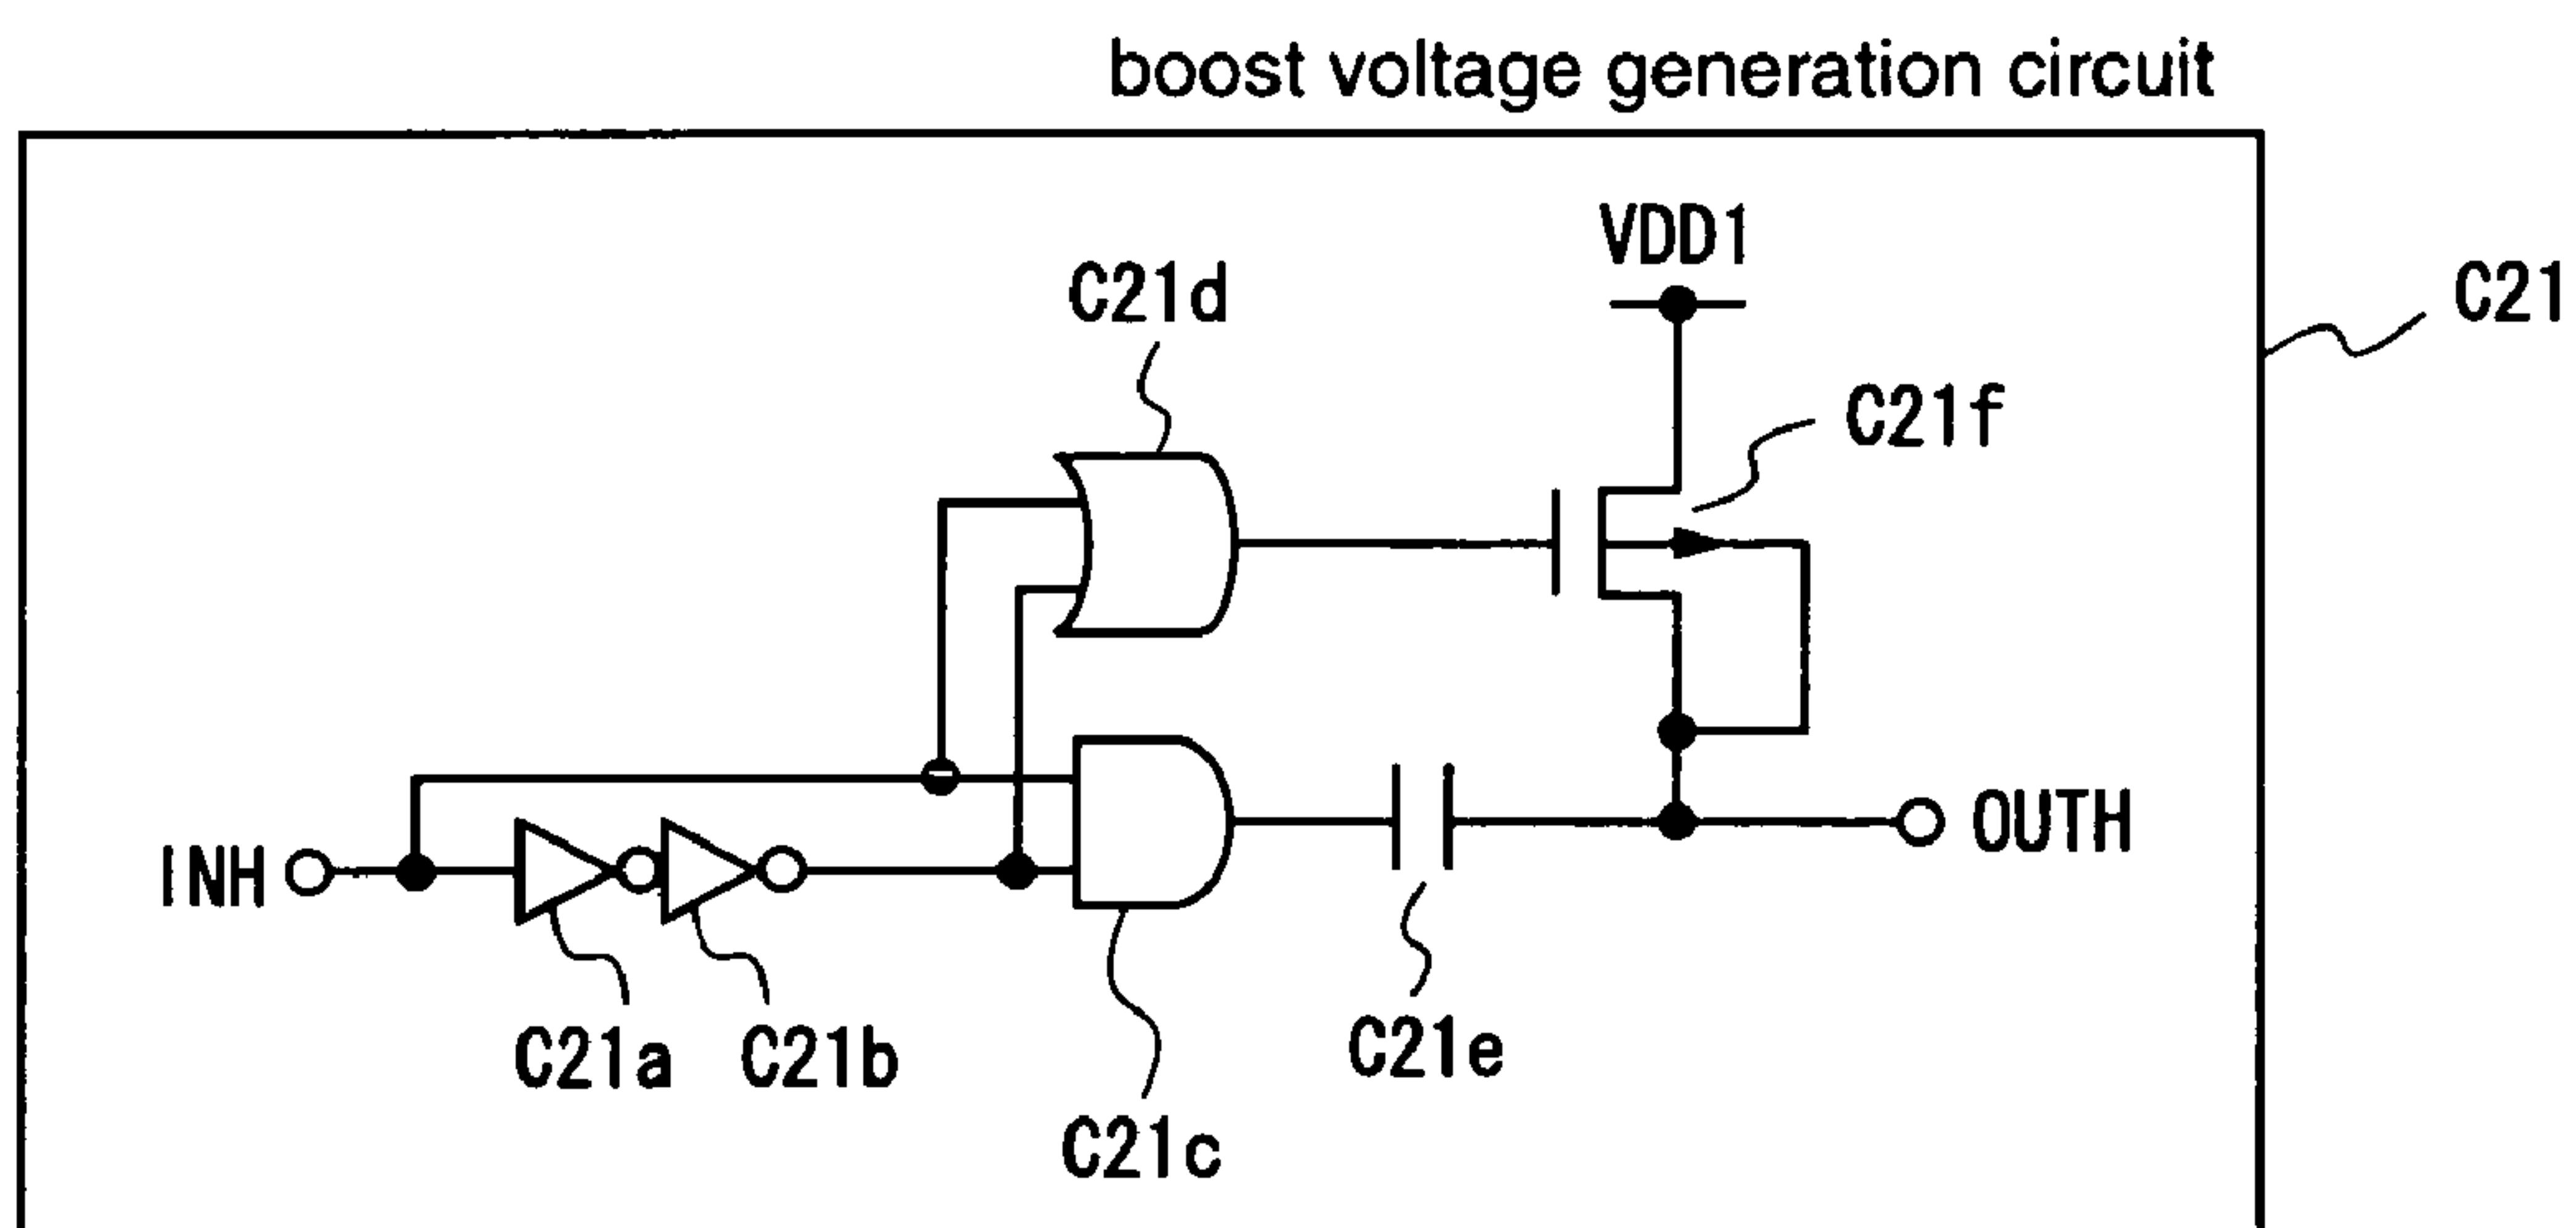 boost voltage generation circuit
VDD1
C21d
C21
C21f
INH
OUTH
C21a
C21b
C21e
C21c